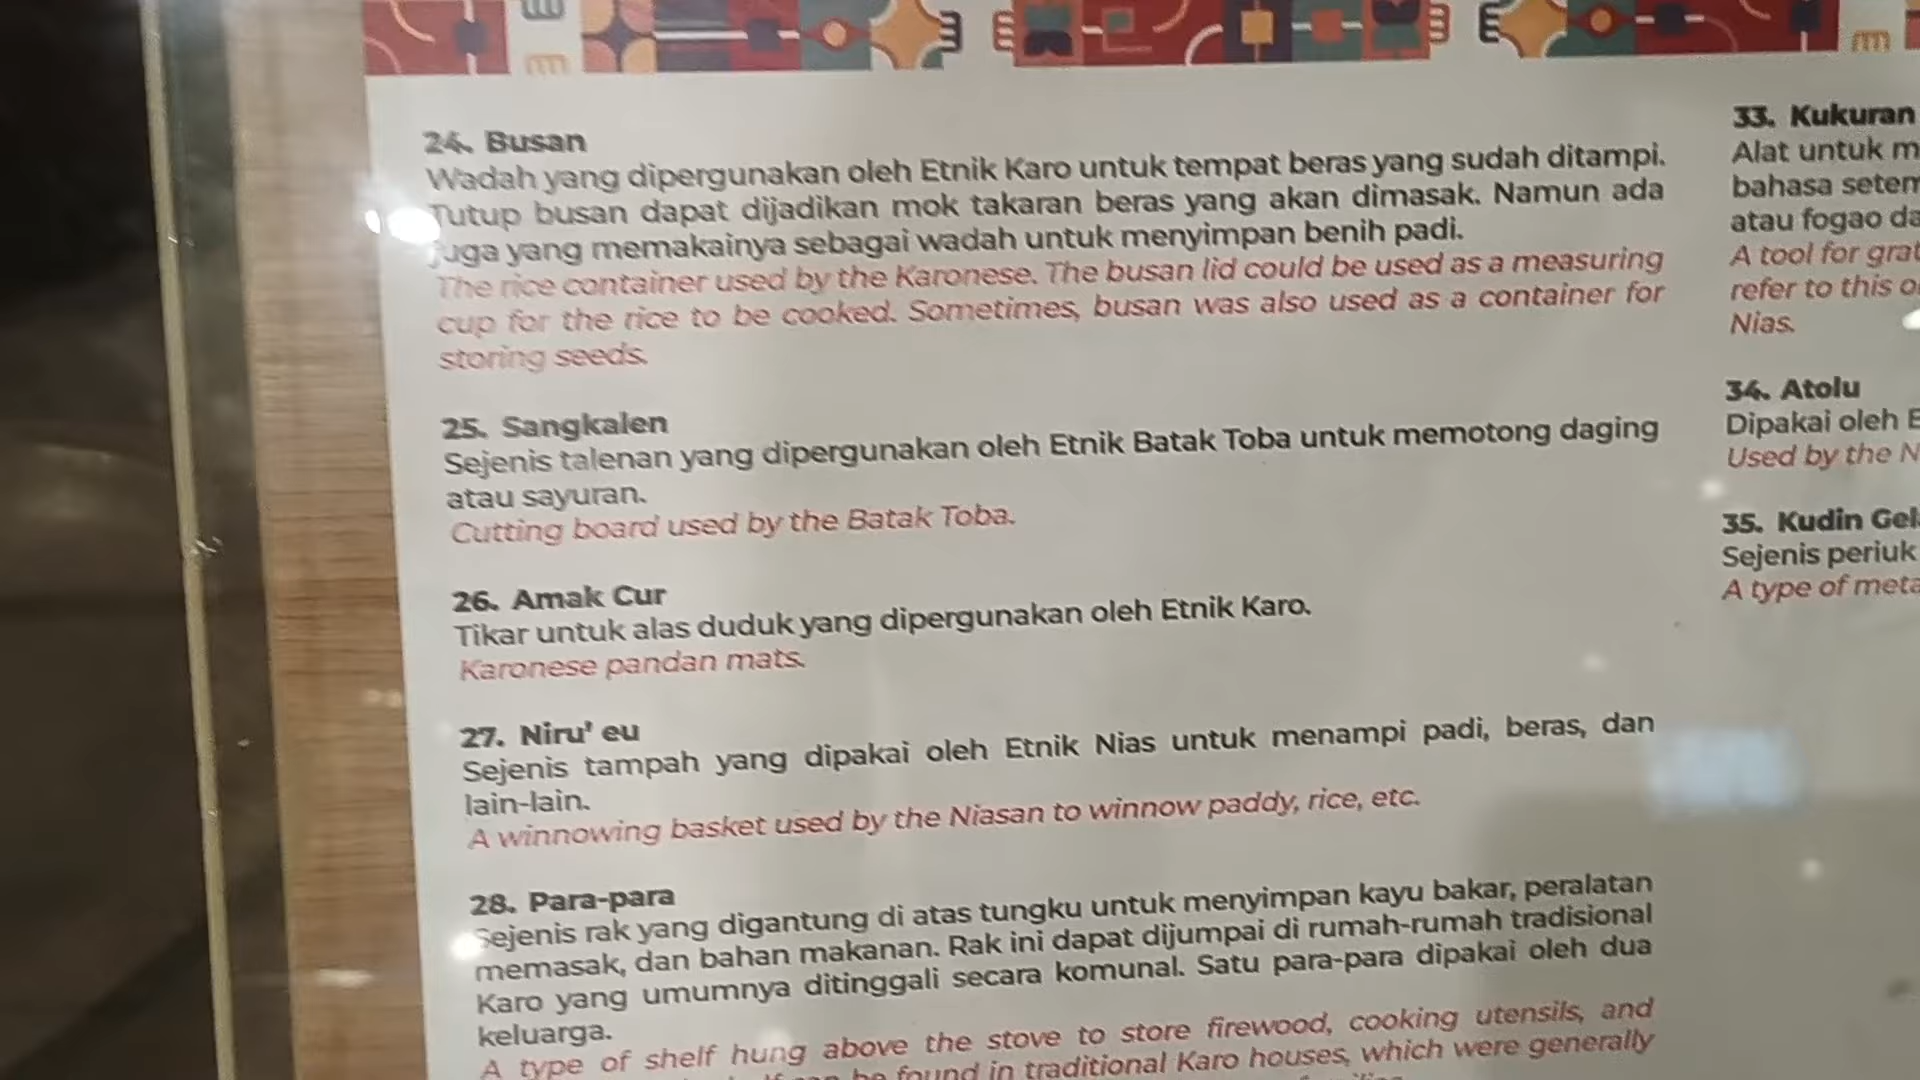 24. Busan
Wadah yang dipergunakan oleh Etnik Karo untuk tempat beras yang sudah ditampi.
Tutup busan dapat dijadikan mok takaran beras yang akan dimasak. Namun ada
juga yang memakainya sebagai wadah untuk menyimpan benih padi.
The rice container used by the Karonese. The busan lid could be used as a measuring
cup for the rice to be cooked. Sometimes, busan was also used as a container for
storing seeds.
25. Sangkalen
Sejenis talenan yang dipergunakan oleh Etnik Batak Toba untuk memotong daging
atau sayuran.
Cutting board used by the Batak Toba.
26. Amak Cur
Tikar untuk alas duduk yang dipergunakan oleh Etnik Karo.
Karonese pandan mats.
27. Niru' eu
Sejenis tampah yang dipakai oleh Etnik Nias untuk menampi padi, beras, dan
lain-lain.
A winnowing basket used by the Niasan to winnow paddy, rice, etc.
28. Para-para
Sejenis rak yang digantung di atas tungku untuk menyimpan kayu bakar, peralatan
memasak, dan bahan makanan. Rak ini dapat dijumpai di rumah-rumah tradisional
Karo yang umumnya ditinggali secara komunal. Satu para-para dipakai oleh dua
keluarga.
A type of shelf hung above the stove to store firewood, cooking utensils, and
be found in traditional Karo houses, which were generally
33. Kukuran
Alat untuk
bahasa
atau fogao
A tool for
refer to this
Nias.
34. Atolu
Dipakai oleh
Used by the
35. Kudin
Sejenis periuk
A type of